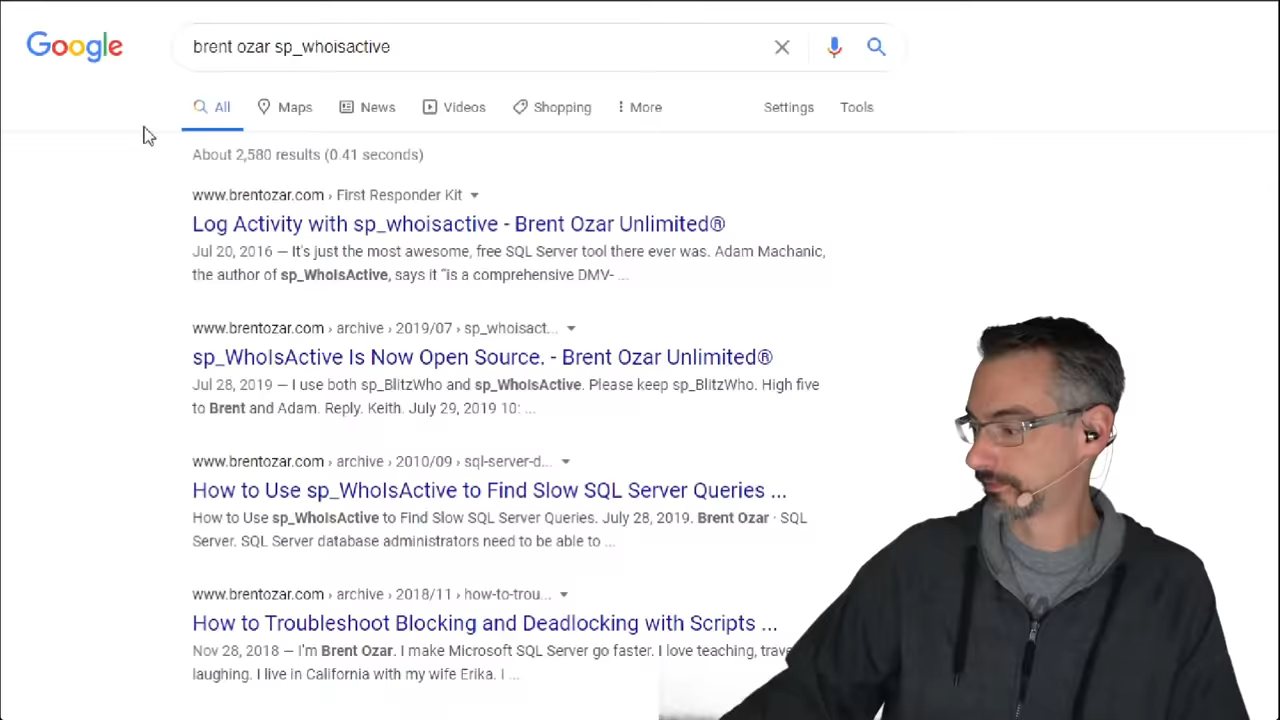 Google
brent ozar sp_whoisactive
All Maps News Videos Shopping More Settings Tools
About 2,580 results (0.41 seconds)
www.brentozar.com › First Responder Kit
Log Activity with sp_whoisactive - Brent Ozar Unlimited®
Jul 20, 2016 — It's just the most awesome, free SQL Server tool there ever was. Adam Machanic,
the author of sp_WhoIsActive, says it “is a comprehensive DMV- ...
www.brentozar.com › archive › 2019/07 › sp_whoisact...
sp_WhoIsActive Is Now Open Source. - Brent Ozar Unlimited®
Jul 28, 2019 — I use both sp_BlitzWho and sp_WhoIsActive. Please keep sp_BlitzWho. High five
to Brent and Adam. Reply. Keith. July 29, 2019 10: ...
www.brentozar.com › archive › 2010/09 › sql-server-d...
How to Use sp_WhoIsActive to Find Slow SQL Server Queries ...
How to Use sp_WhoIsActive to Find Slow SQL Server Queries. July 28, 2019. Brent Ozar · SQL
Server. SQL Server database administrators need to be able to ...
www.brentozar.com › archive › 2018/11 › how-to-trou...
How to Troubleshoot Blocking and Deadlocking with Scripts ...
Nov 28, 2018 — I'm Brent Ozar. I make Microsoft SQL Server go faster. I love teaching,
laughing. I live in California with my wife Erika. I ...